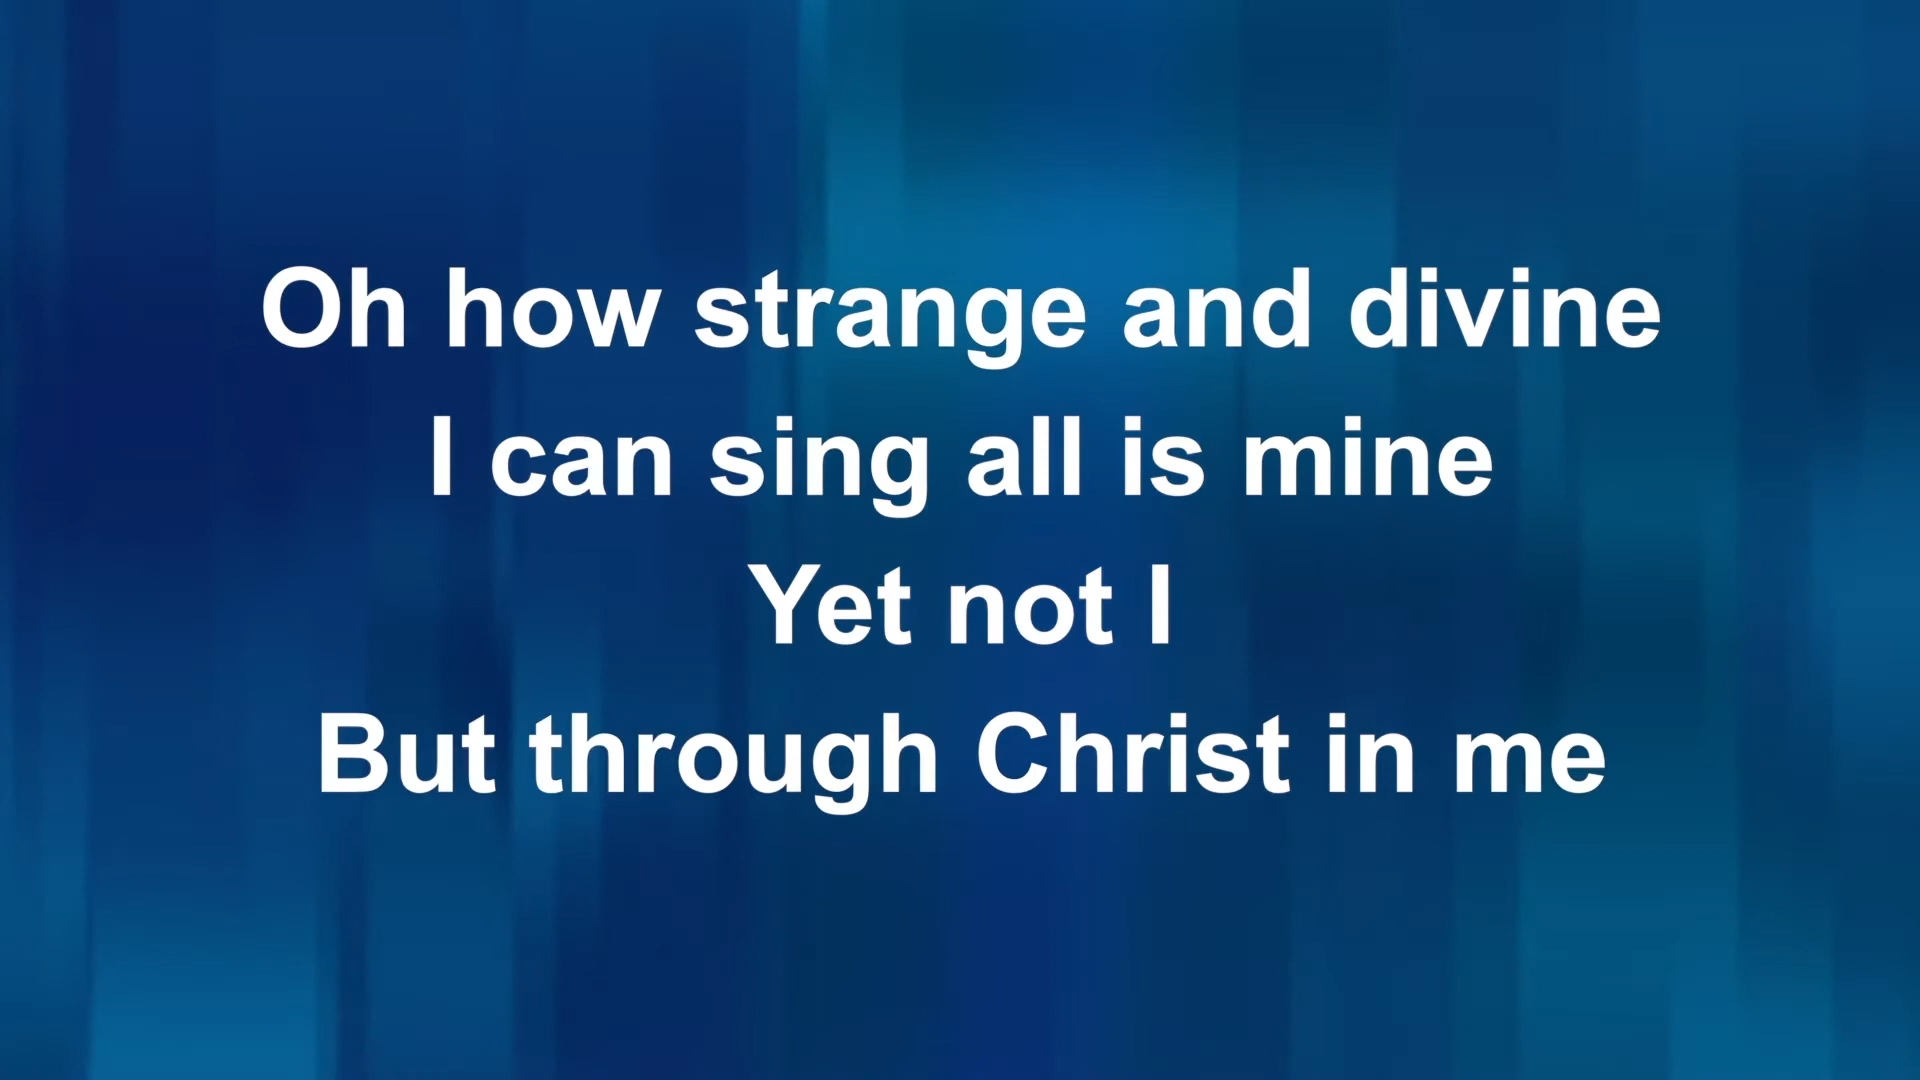 Oh how strange and divine
I can sing all is mine
Yet not I
But through Christ in me